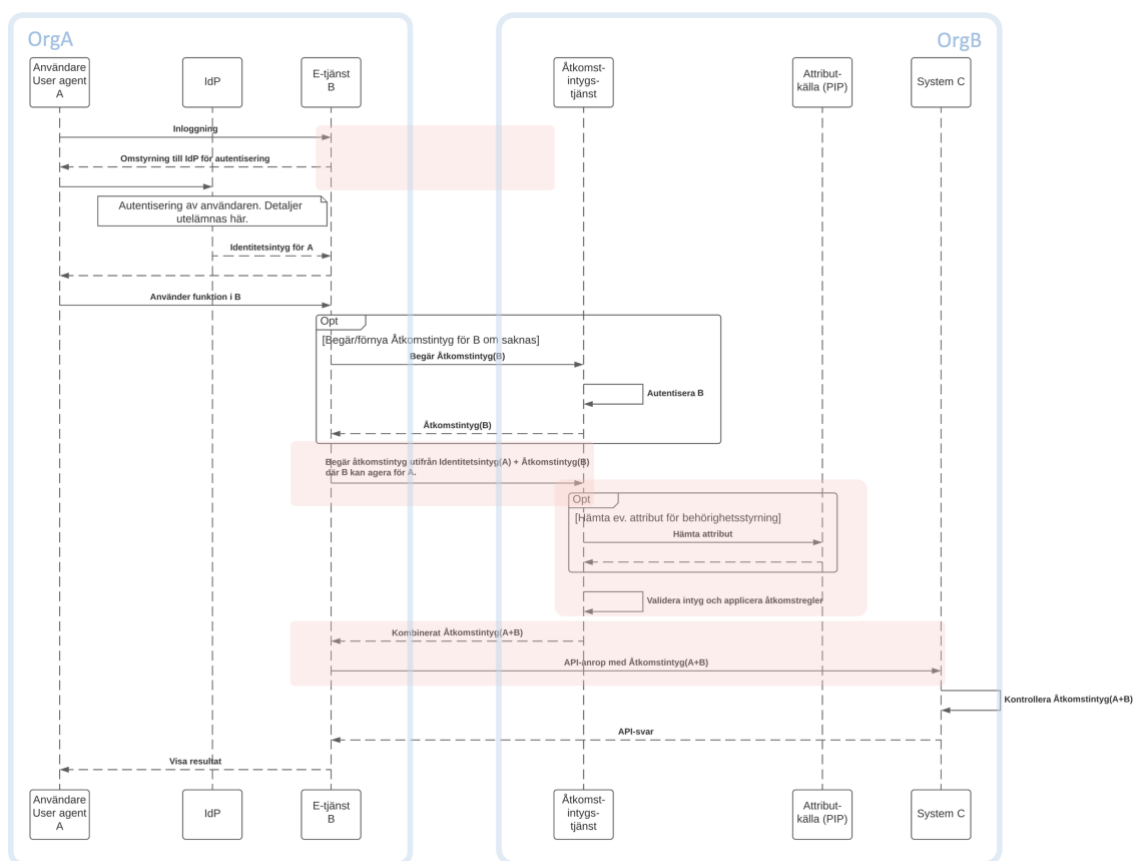 OrgA
OrgB
Användare
User agent
A
IdP
E-tjänst
B
Åtkomst-
intygs-
tjänst
Attribut-
källa (PIP)
System C
Inloggning
Omstyrning till IdP för autentisering
Autentisering av användaren. Detaljer
utelämnas här.
Identitetsintyg för A
Använder funktion i B
Opt
[Begär/förnya Åtkomstintyg för B om saknas]
Begär Åtkomstintyg(B)
Autentisera B
Åtkomstintyg(B)
Begär åtkomstintyg utifrån Identitetsintyg(A) + Åtkomstintyg(B)
där B kan agera för A.
Opt
[Hämta ev. attribut för behörighetsstyrning]
Hämta attribut
Validera intyg och applicera åtkomstregler
Kombinerat Åtkomstintyg(A+B)
API-anrop med Åtkomstintyg(A+B)
Kontrollera Åtkomstintyg(A+B)
API-svar
Visa resultat
Användare
User agent
A
IdP
E-tjänst
B
Åtkomst-
intygs-
tjänst
Attribut-
källa (PIP)
System C